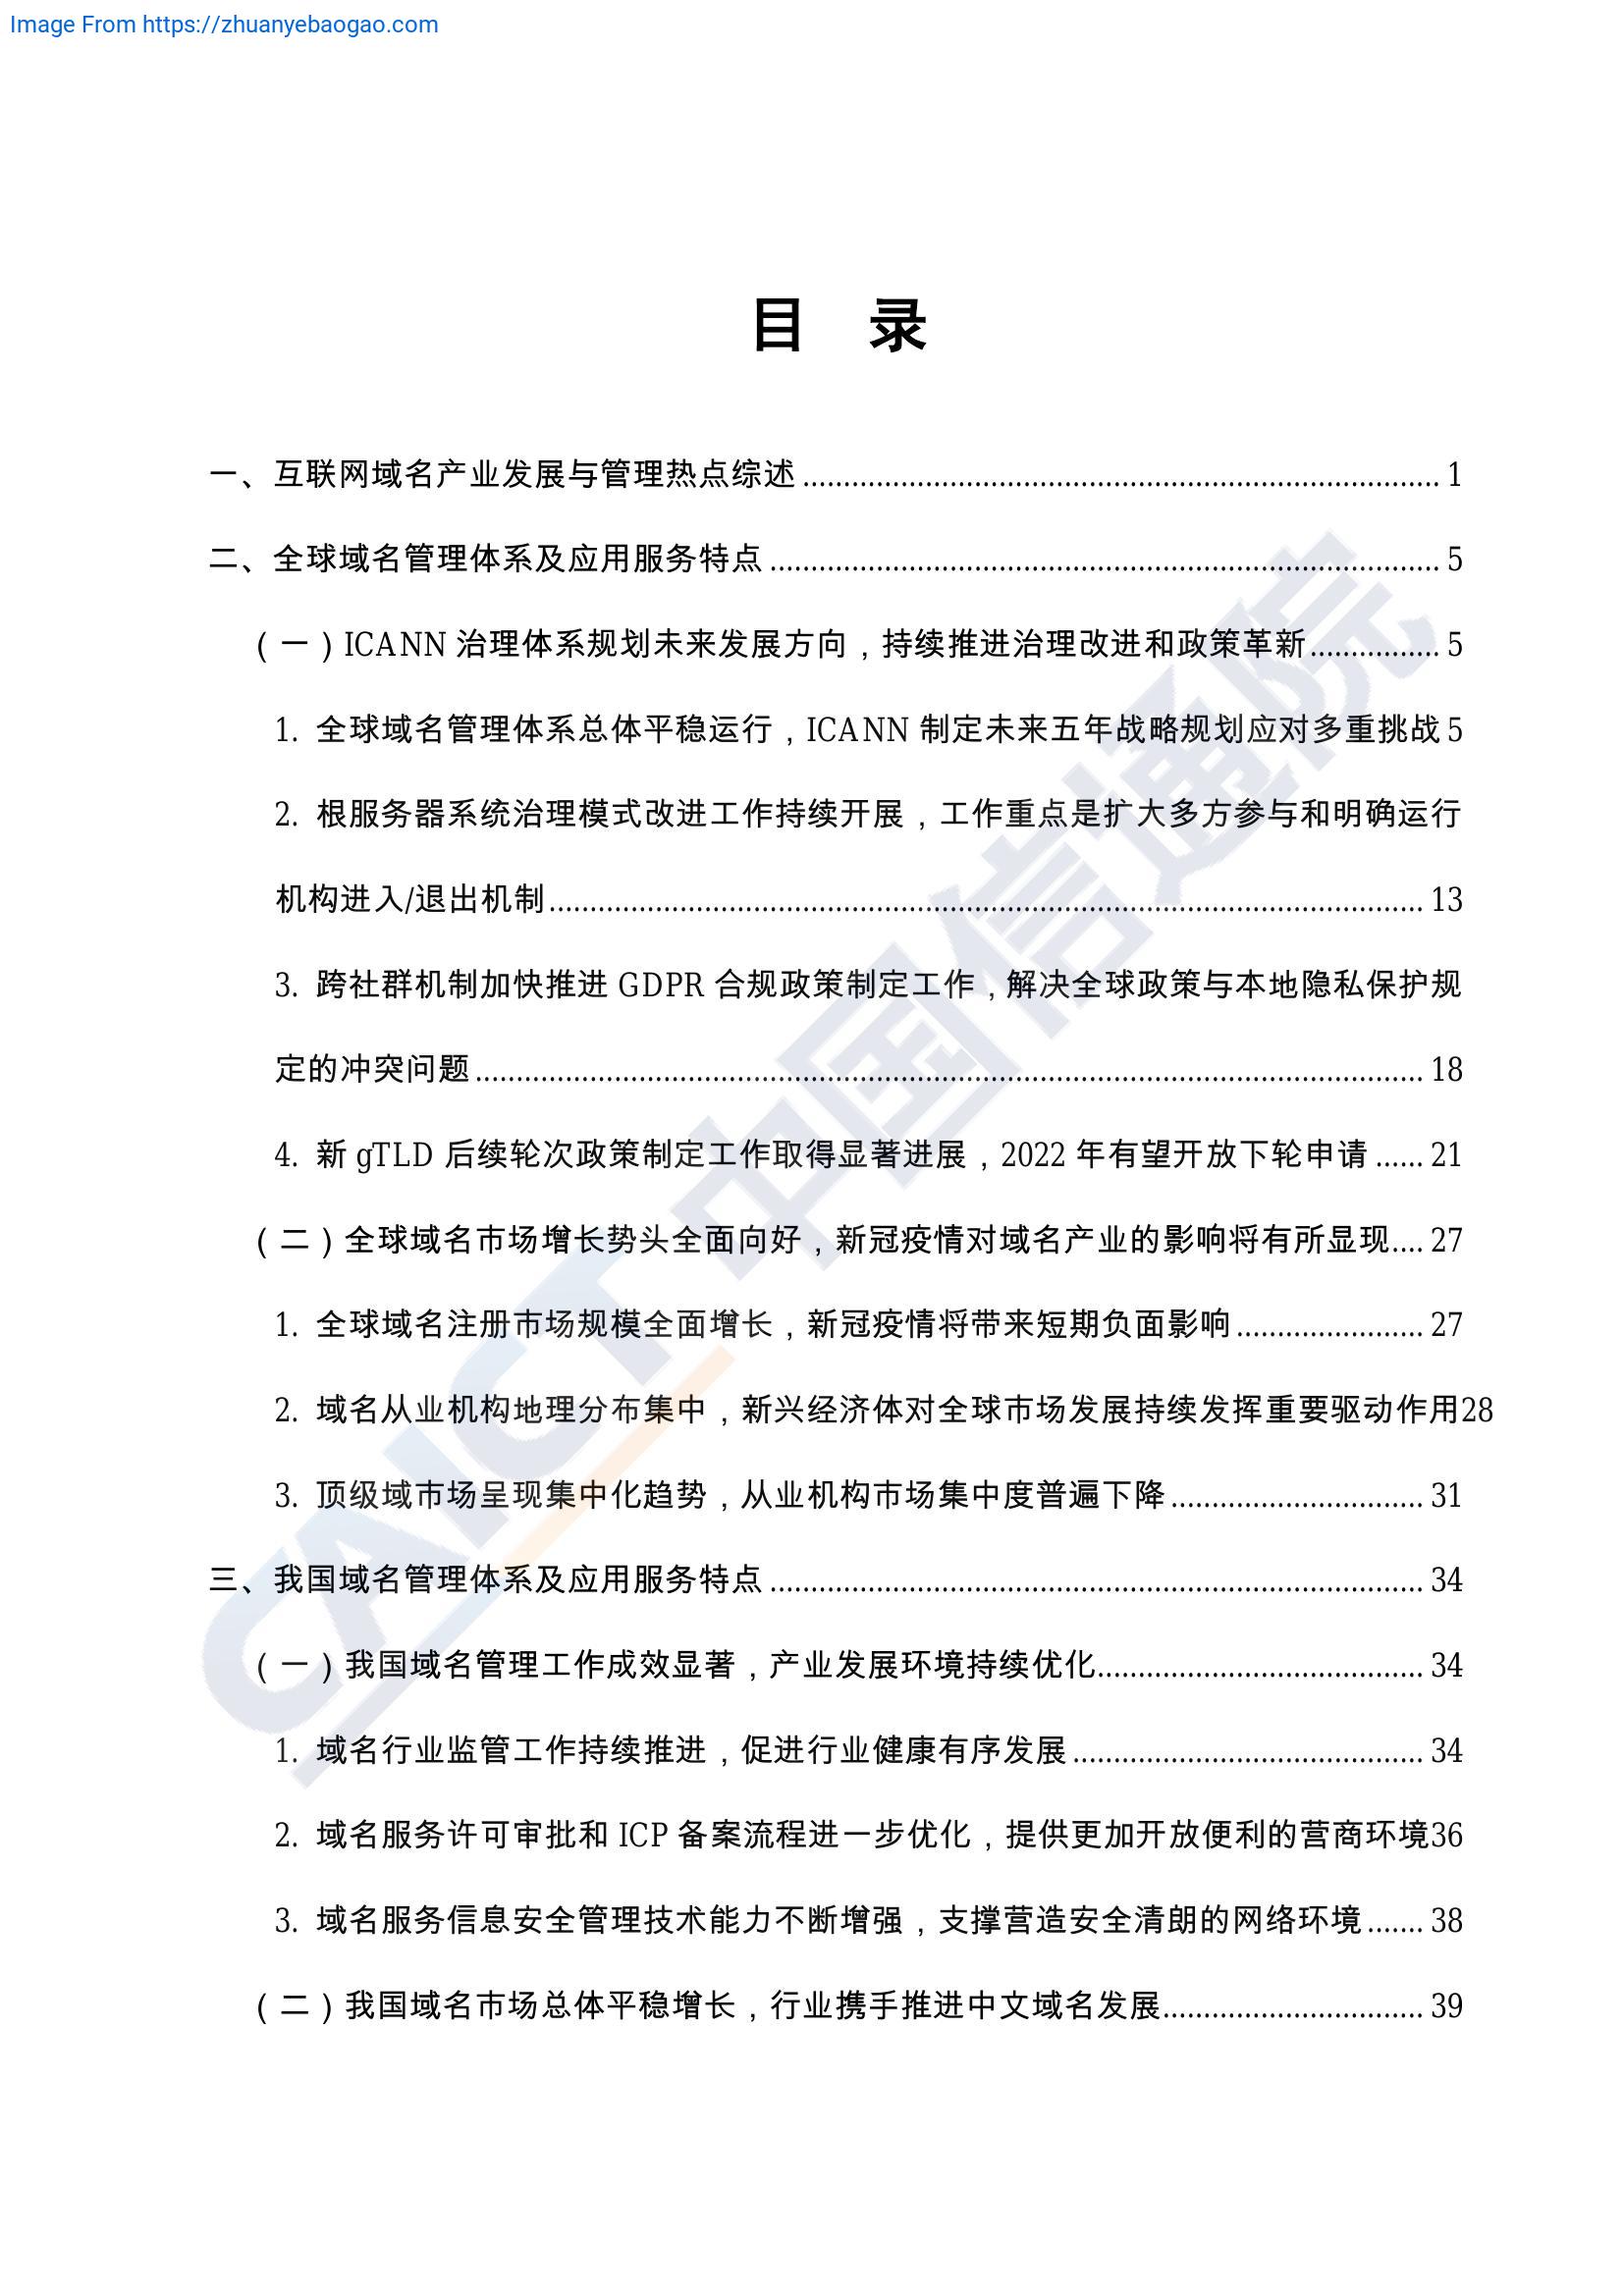 Image From https://zhuanyebaogao.com
目 录
一、互联网域名产业发展与管理热点综述 1
二、全球域名管理体系及应用服务特点 5
(一)ICANN 治理体系规划未来发展方向，持续推进治理改进和政策革新 5
1. 全球域名管理体系总体平稳运行，ICANN 制定未来五年战略规划应对多重挑战 5
2. 根服务器系统治理模式改进工作持续开展，工作重点是扩大多方参与和明确运行
机构进入/退出机制 13
3. 跨社群机制加快推进 GDPR 合规政策制定工作，解决全球政策与本地隐私保护规
定的冲突问题 18
4. 新 gTLD 后续轮次政策制定工作取得显著进展，2022 年有望开放下轮申请 21
(二)全球域名市场增长势头全面向好，新冠疫情对域名产业的影响将有所显现 27
1. 全球域名注册市场规模全面增长，新冠疫情将带来短期负面影响 27
2. 域名从业机构地理分布集中，新兴经济体对全球市场发展持续发挥重要驱动作用28
3. 顶级域市场呈现集中化趋势，从业机构市场集中度普遍下降 31
三、我国域名管理体系及应用服务特点 34
(一)我国域名管理工作成效显著，产业发展环境持续优化 34
1. 域名行业监管工作持续推进，促进行业健康有序发展 34
2. 域名服务许可审批和 ICP 备案流程进一步优化，提供更加开放便利的营商环境36
3. 域名服务信息安全管理技术能力不断增强，支撑营造安全清朗的网络环境 38
(二)我国域名市场总体平稳增长，行业携手推进中文域名发展 39
CAICT 中国信通院